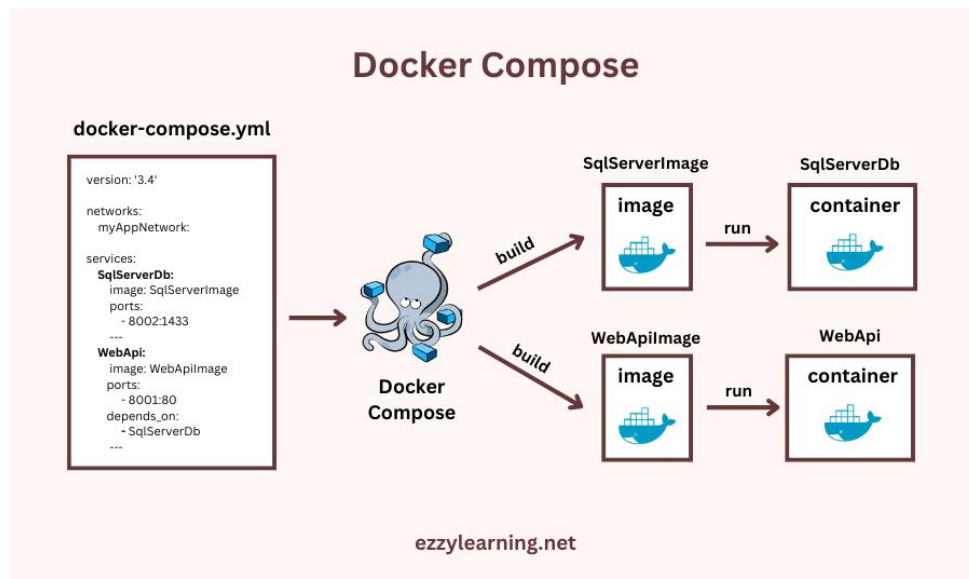 Docker Compose
docker-compose.yml
version: '3.4'
networks:
myAppNetwork:
services:
SqlServerDb:
image: SqlServerImage
ports:
- 8002:1433
---
WebApi:
image: WebApiImage
ports:
- 8001:80
depends_on:
- SqlServerDb
---
Docker
Compose
build
build
SqlServerImage
image
run
SqlServerDb
container
WebApiImage
image
run
WebApi
container
ezzylearning.net